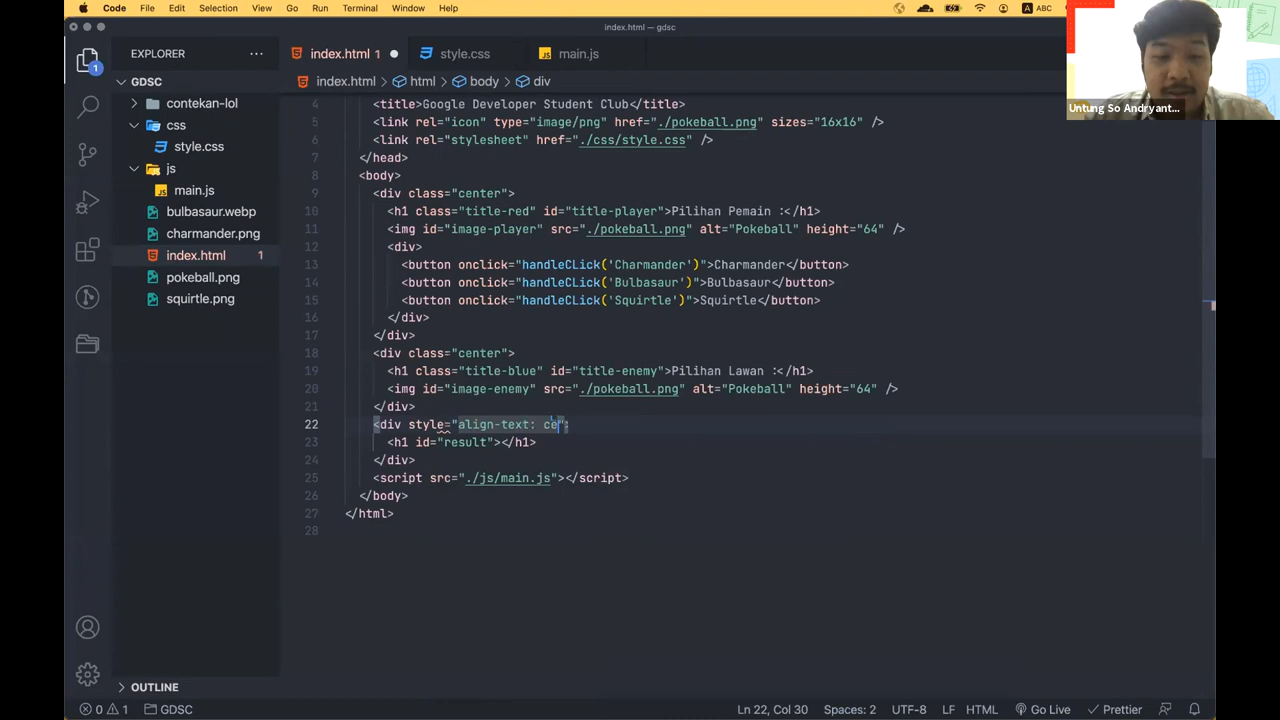 Code File Edit Selection View Go Run Terminal Window Help
A ABC
index.html — gdsc
Untung So Andryant...
EXPLORER ...
index.html 1
style.css
main.js
GDSC
index.html > html > body > div
contekan-lol
css
style.css
js
main.js
bulbasaur.webp
charmander.png
index.html 1
pokeball.png
squirtle.png
4 <title>Google Developer Student Club</title>
5 <link rel="icon" type="image/png" href="./pokeball.png" sizes="16x16" />
6 <link rel="stylesheet" href="./css/style.css" />
7 </head>
8 <body>
9 <div class="center">
10 <h1 class="title-red" id="title-player">Pilihan Pemain :</h1>
11 <img id="image-player" src="./pokeball.png" alt="Pokeball" height="64" />
12 <div>
13 <button onclick="handleCLick('Charmander')">Charmander</button>
14 <button onclick="handleCLick('Bulbasaur')">Bulbasaur</button>
15 <button onclick="handleCLick('Squirtle')">Squirtle</button>
16 </div>
17 </div>
18 <div class="center">
19 <h1 class="title-blue" id="title-enemy">Pilihan Lawan :</h1>
20 <img id="image-enemy" src="./pokeball.png" alt="Pokeball" height="64" />
21 </div>
22 <div style="align-text: ce">
23 <h1 id="result"></h1>
24 </div>
25 <script src="./js/main.js"></script>
26 </body>
27 </html>
28
OUTLINE
0 1 GDSC
Ln 22, Col 30 Spaces: 2 UTF-8 LF HTML Go Live Prettier
1